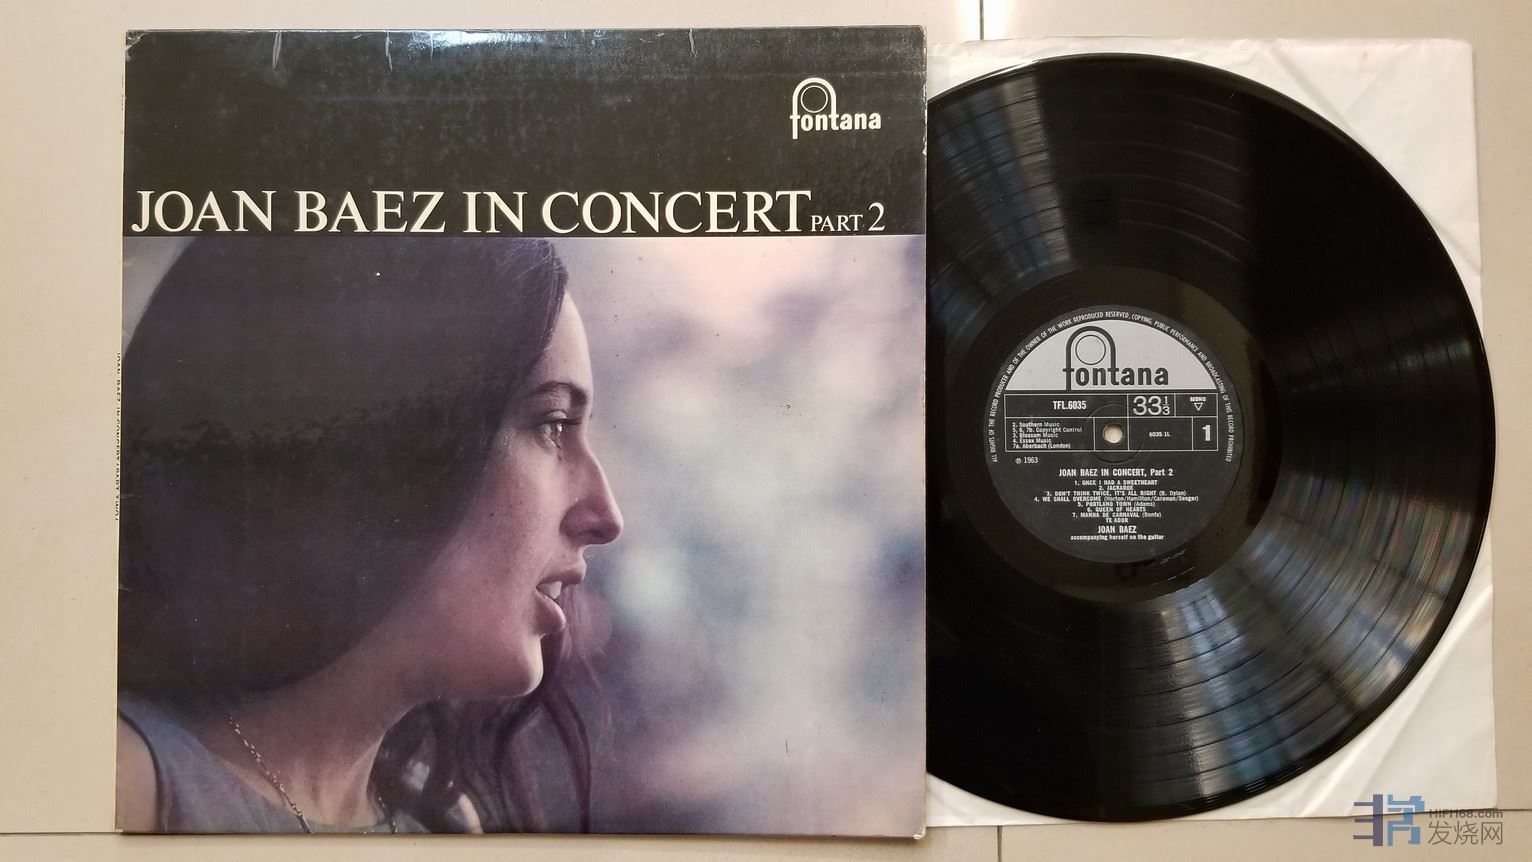 fontana
JOAN BAEZ IN CONCERT PART 2
JOAN BAEZ IN CONCERT (PART TWO)
ALL RIGHTS OF THE RECORD PRODUCER AND OF THE OWNER OF THE WORK REPRODUCED RESERVED. COPYING, PUBLIC PERFORMANCE AND BROADCASTING OF THIS RECORD PROHIBITED
fontana
TFL.6035
33 1/3
MONO
2. Southern Music
5, 6, 7b. Copyright Control
3. Blossom Music
4. Essex Music
7a. Aberbach (London)
6035 1L
1
℗ 1963
JOAN BAEZ IN CONCERT, Part 2
1. ONCE I HAD A SWEETHEART
2. JACKAROE
3. DON'T THINK TWICE, IT'S ALL RIGHT (B. Dylan)
4. WE SHALL OVERCOME (Horton/Hamilton/Carawan/Seeger)
5. PORTLAND TOWN (Adams)
6. QUEEN OF HEARTS
7. MANHA DE CARNAVAL (Bonfa)
TE ADOR
JOAN BAEZ
accompanying herself on the guitar
HIFI168.com
发烧网